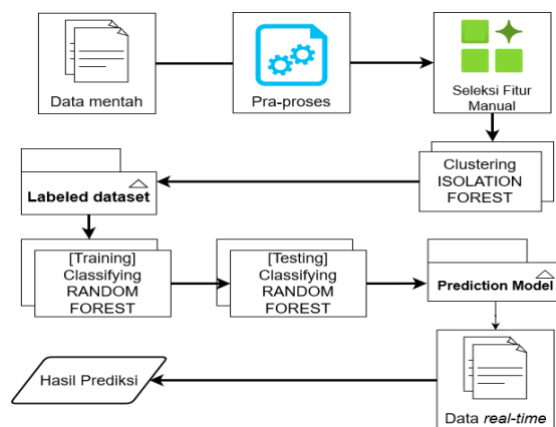 Data mentah
Pra-proses
Seleksi Fitur
Manual
Clustering
ISOLATION
FOREST
Labeled dataset
[Training]
Classifying
RANDOM
FOREST
[Testing]
Classifying
RANDOM
FOREST
Prediction Model
Data real-time
Hasil Prediksi